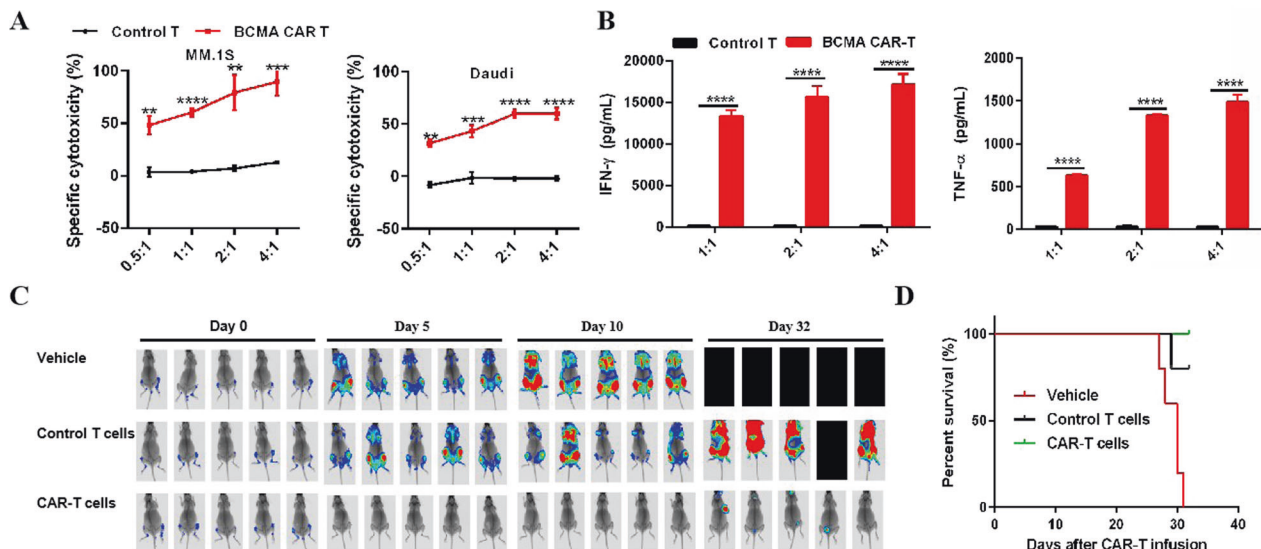 A
Control T BCMA CAR T
MM.1S
Specific cytotoxicity (%)
100
50
0
-50
** **** ** ***
0.5:1 1:1 2:1 4:1
Daudi
Specific cytotoxicity (%)
100
50
0
-50
** *** **** ****
0.5:1 1:1 2:1 4:1
B
Control T BCMA CAR-T
IFN-γ (pg/mL)
20000
15000
10000
5000
0
**** **** ****
1:1 2:1 4:1
TNF-α (pg/mL)
2000
1500
1000
500
0
**** **** ****
1:1 2:1 4:1
C
Day 0 Day 5 Day 10 Day 32
Vehicle
Control T cells
CAR-T cells
D
Percent survival (%)
100
50
0
Vehicle
Control T cells
CAR-T cells
0 10 20 30 40
Days after CAR-T infusion